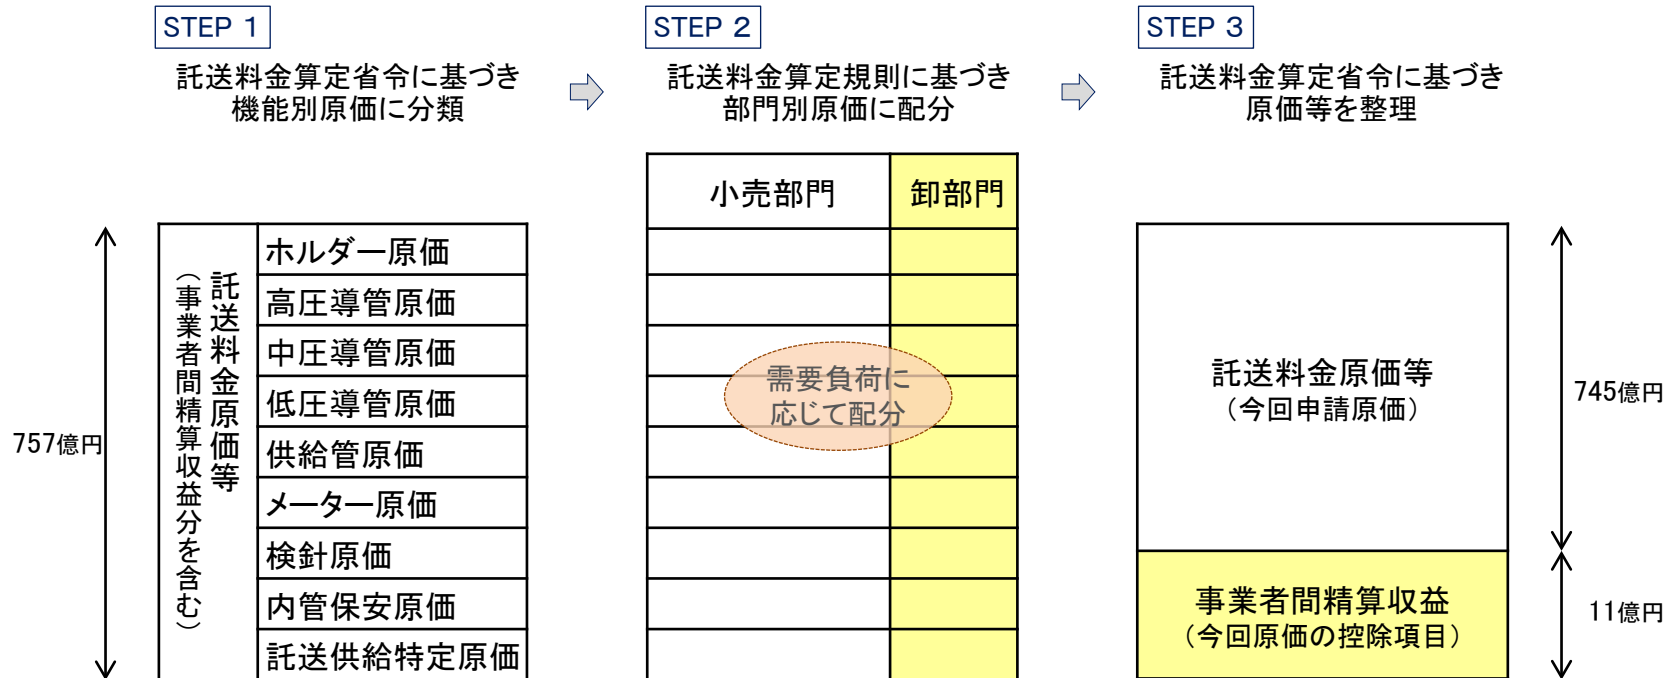 STEP 1
託送料金算定省令に基づき
機能別原価に分類
STEP 2
託送料金算定規則に基づき
部門別原価に配分
STEP 3
託送料金算定省令に基づき
原価等を整理
757億円
託送料金原価等
（事業者間精算収益分を含む）
ホルダー原価
高圧導管原価
中圧導管原価
低圧導管原価
供給管原価
メーター原価
検針原価
内管保安原価
託送供給特定原価
小売部門
卸部門
需要負荷に
応じて配分
託送料金原価等
（今回申請原価）
745億円
事業者間精算収益
（今回原価の控除項目）
11億円